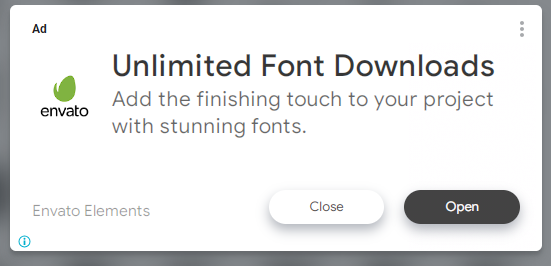 Ad
Unlimited Font Downloads
envato
Add the finishing touch to your project
with stunning fonts.
Envato Elements
Close
Open